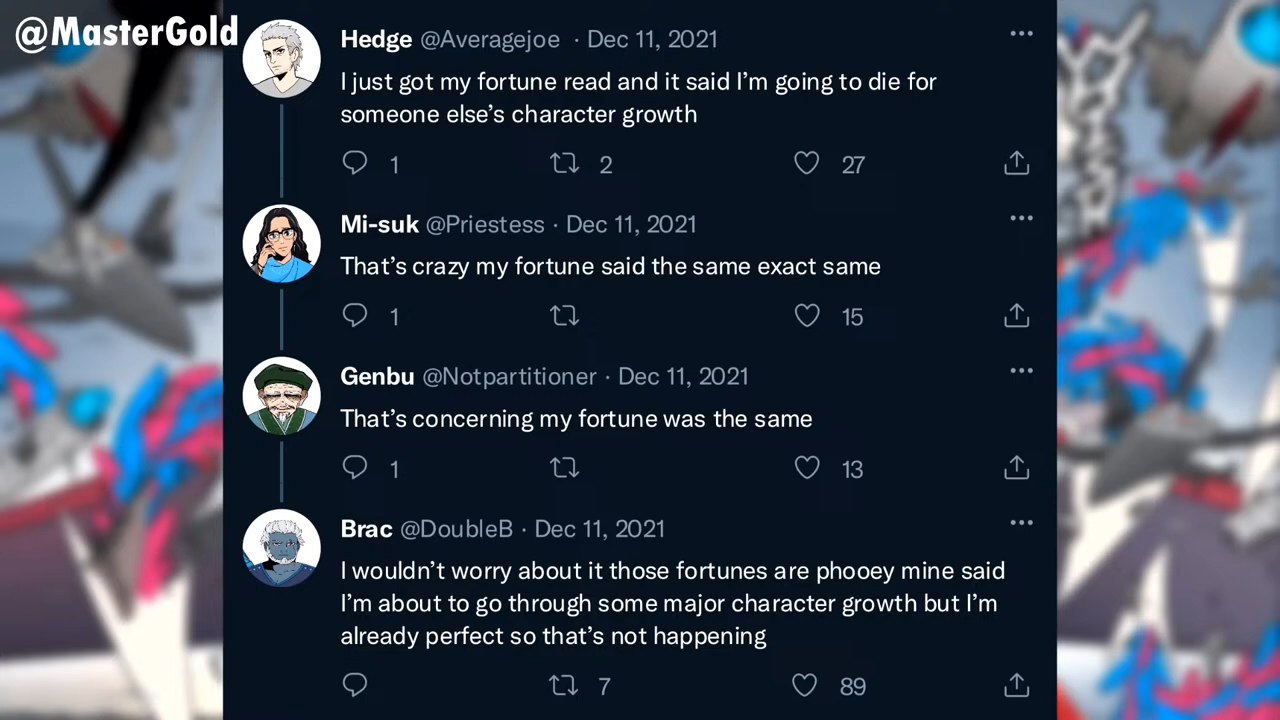 @MasterGold
Hedge @Averagejoe · Dec 11, 2021
I just got my fortune read and it said I’m going to die for
someone else’s character growth
1 2 27
Mi-suk @Priestess · Dec 11, 2021
That’s crazy my fortune said the same exact same
1 15
Genbu @Notpartitioner · Dec 11, 2021
That’s concerning my fortune was the same
1 13
Brac @DoubleB · Dec 11, 2021
I wouldn’t worry about it those fortunes are phooey mine said
I’m about to go through some major character growth but I’m
already perfect so that’s not happening
7 89